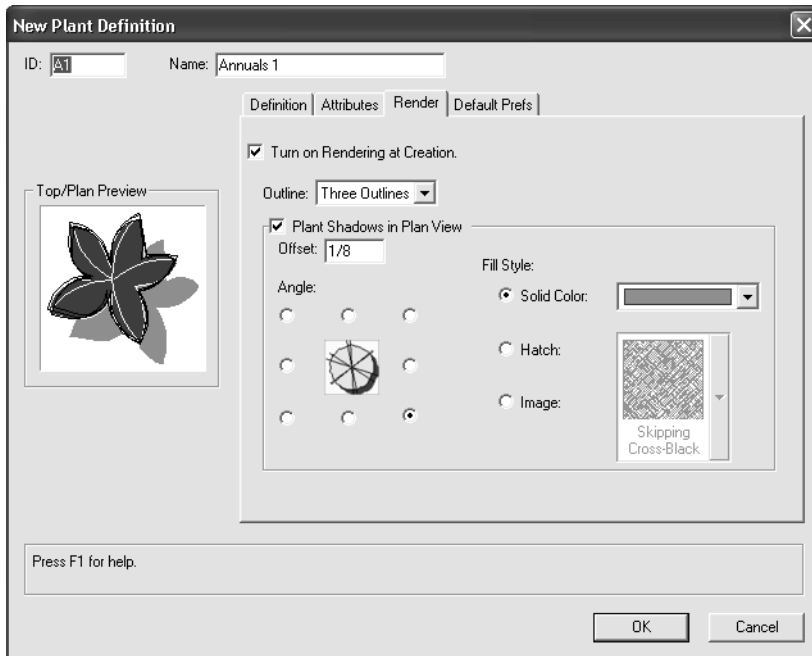 New Plant Definition
ID: A1 Name: Annuals 1
Definition Attributes Render Default Prefs
Turn on Rendering at Creation.
Outline: Three Outlines
Top/Plan Preview
Plant Shadows in Plan View
Offset: 1/8
Fill Style:
Angle:
Solid Color:
Hatch:
Image:
Skipping
Cross-Black
Press F1 for help.
OK Cancel